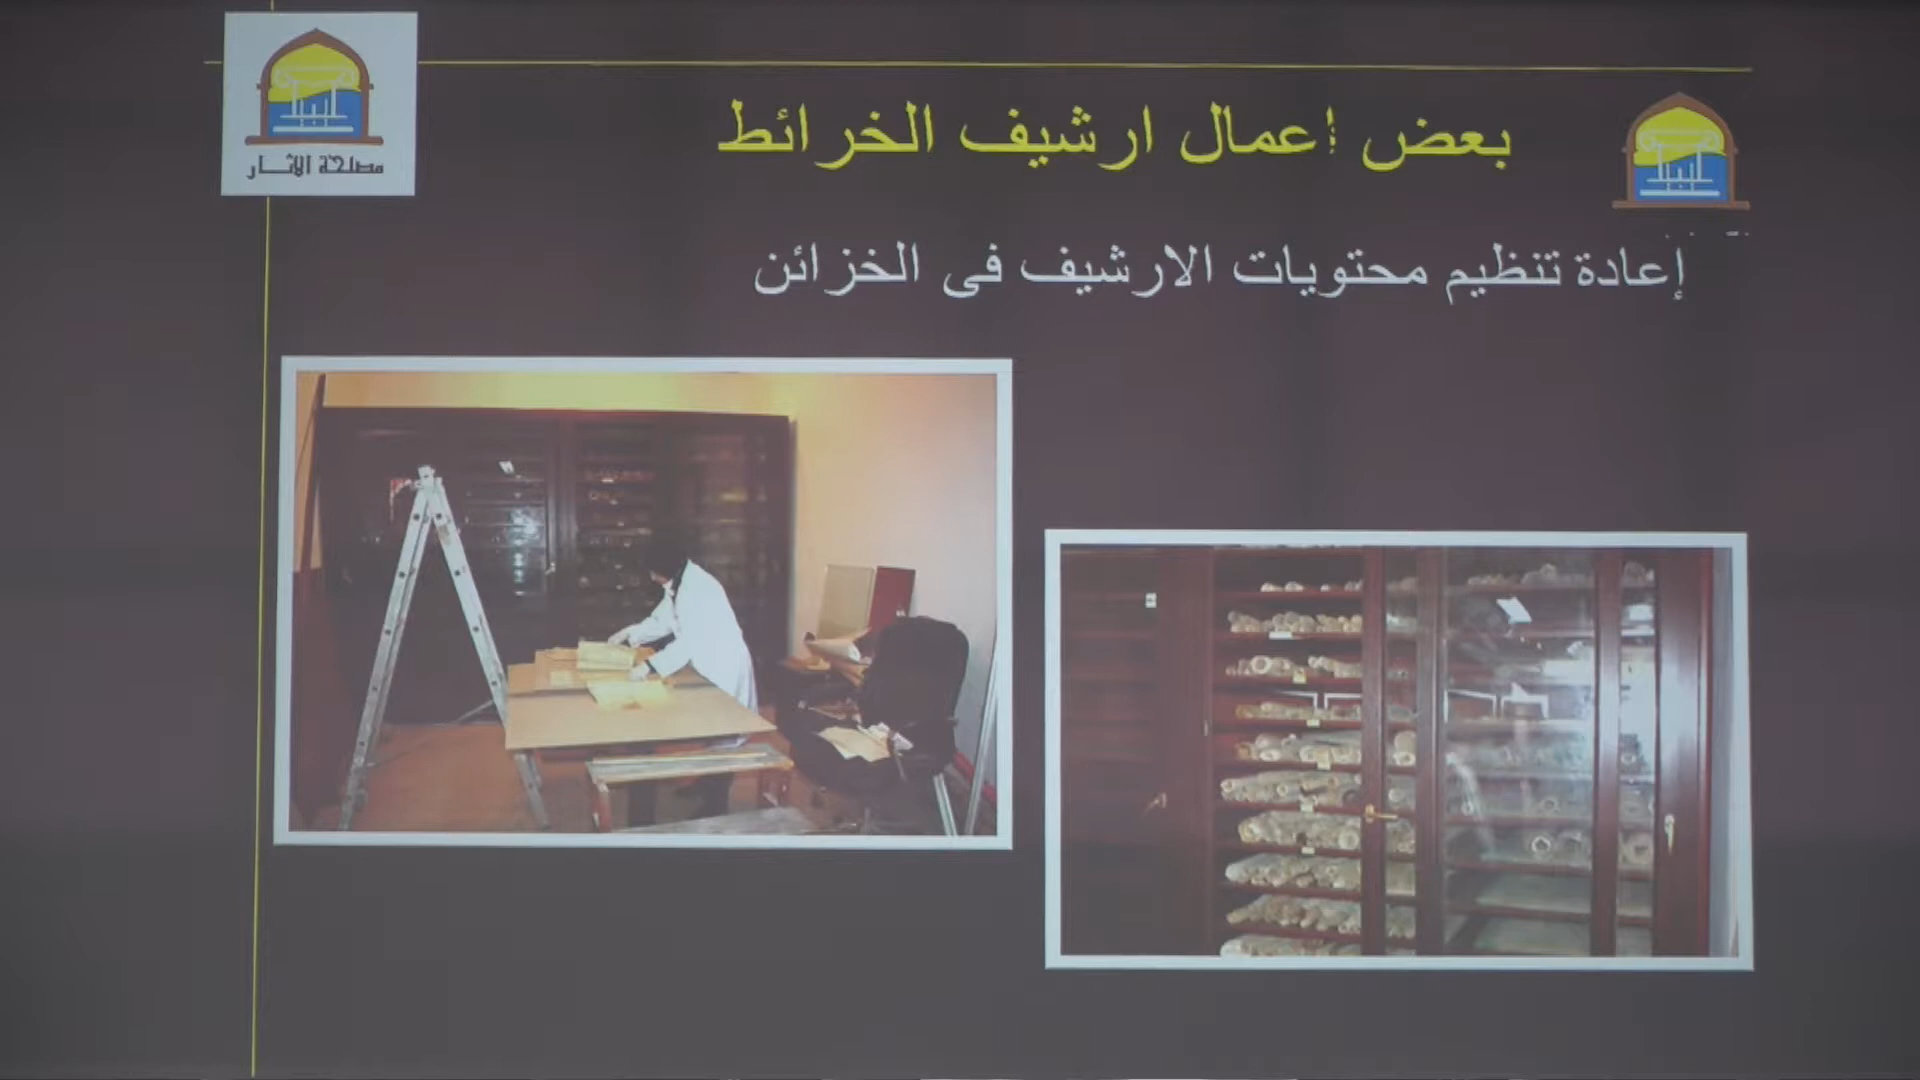 مصلحة الآثار
بعض أعمال ارشيف الخرائط
إعادة تنظيم محتويات الارشيف فى الخزائن